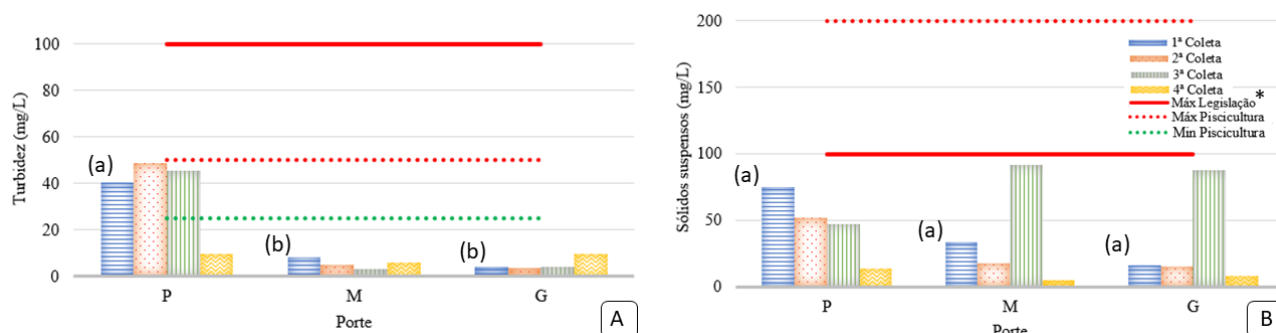 Turbidez (mg/L)
100
80
60
40
20
0
(a)
(b)
(b)
P
M
G
Porte
A
Sólidos suspensos (mg/L)
200
150
100
50
0
1ª Coleta
2ª Coleta
3ª Coleta
4ª Coleta
Máx Legislação*
Máx Piscicultura
Min Piscicultura
(a)
(a)
(a)
P
M
G
Porte
B